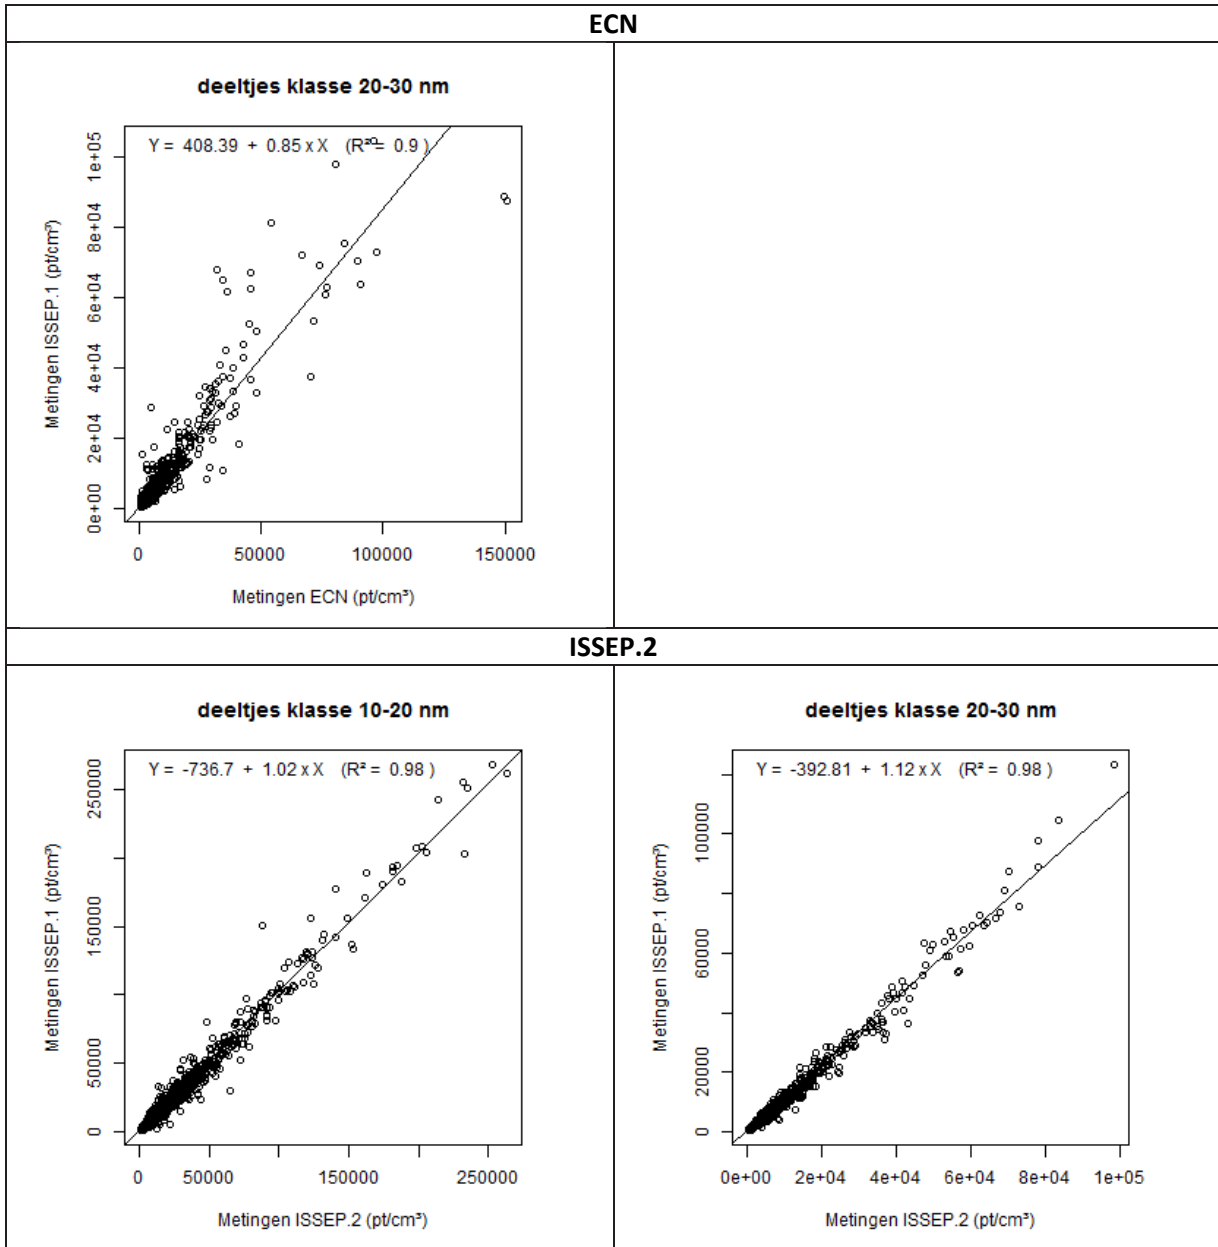 ECN
deeltjes klasse 20-30 nm
Y = 408.39 + 0.85 x X (R² = 0.9 )
Metingen ISSEP.1 (pt/cm³)
0e+00 2e+04 4e+04 6e+04 8e+04 1e+05
0 50000 100000 150000
Metingen ECN (pt/cm³)
ISSEP.2
deeltjes klasse 10-20 nm
Y = -736.7 + 1.02 x X (R² = 0.98 )
Metingen ISSEP.1 (pt/cm³)
0 50000 150000 250000
0 50000 150000 250000
Metingen ISSEP.2 (pt/cm³)
deeltjes klasse 20-30 nm
Y = -392.81 + 1.12 x X (R² = 0.98 )
Metingen ISSEP.1 (pt/cm³)
0 20000 60000 100000
0e+00 2e+04 4e+04 6e+04 8e+04 1e+05
Metingen ISSEP.2 (pt/cm³)